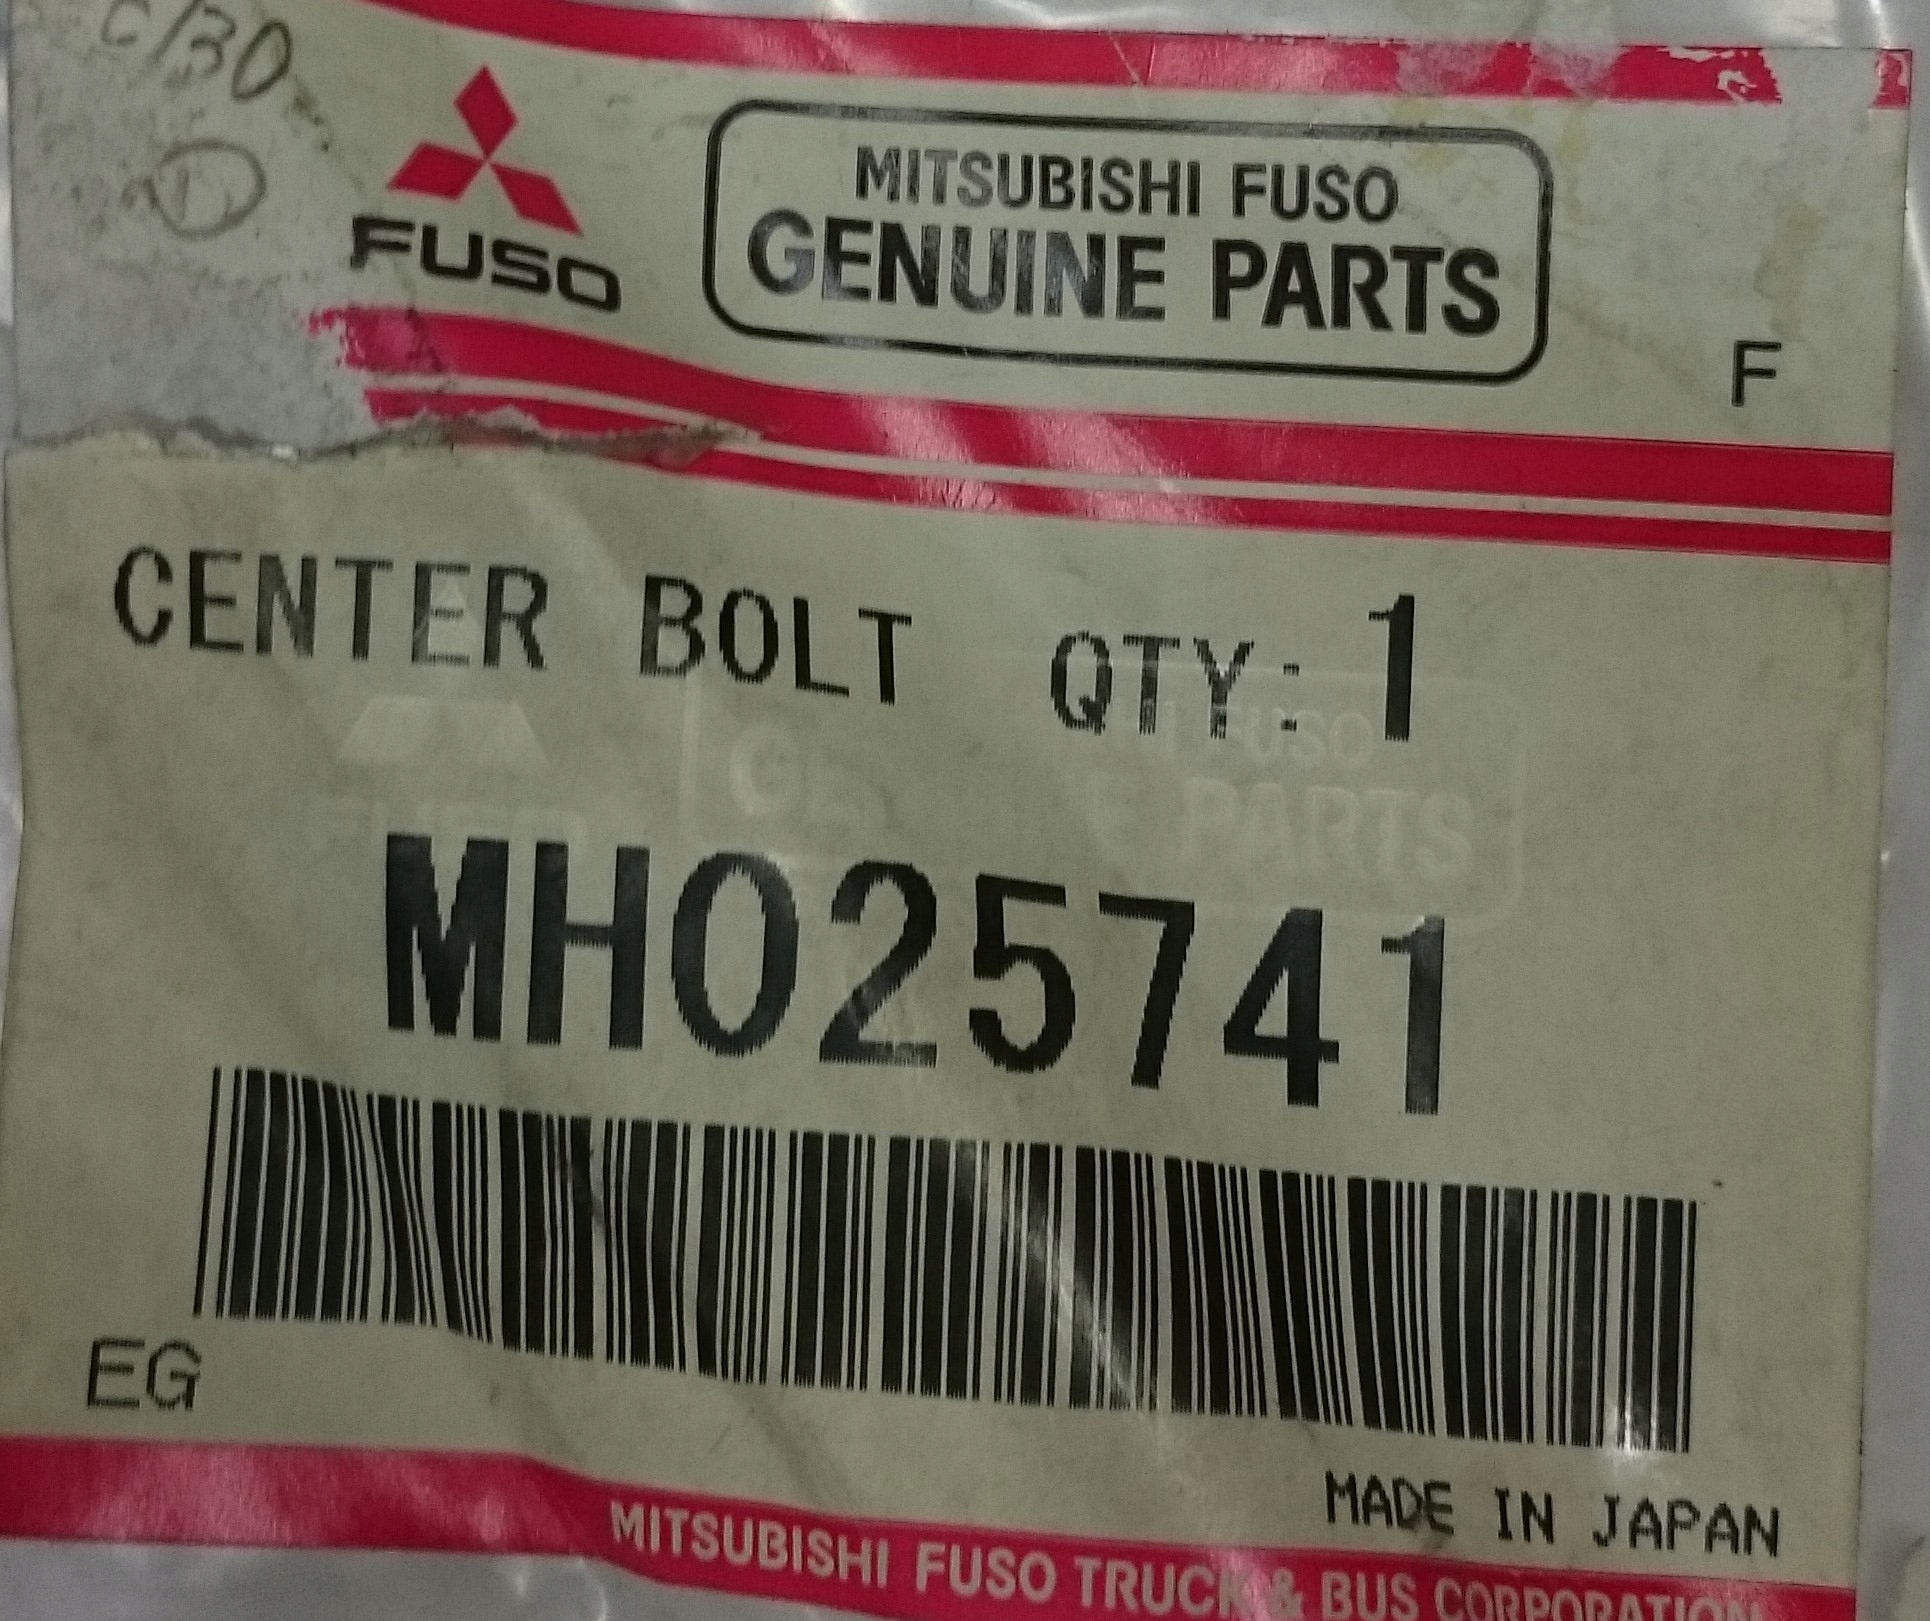 FUSO
MITSUBISHI FUSO
GENUINE PARTS
F
CENTER BOLT QTY: 1
MH025741
EG
MADE IN JAPAN
MITSUBISHI FUSO TRUCK & BUS CORPORATION